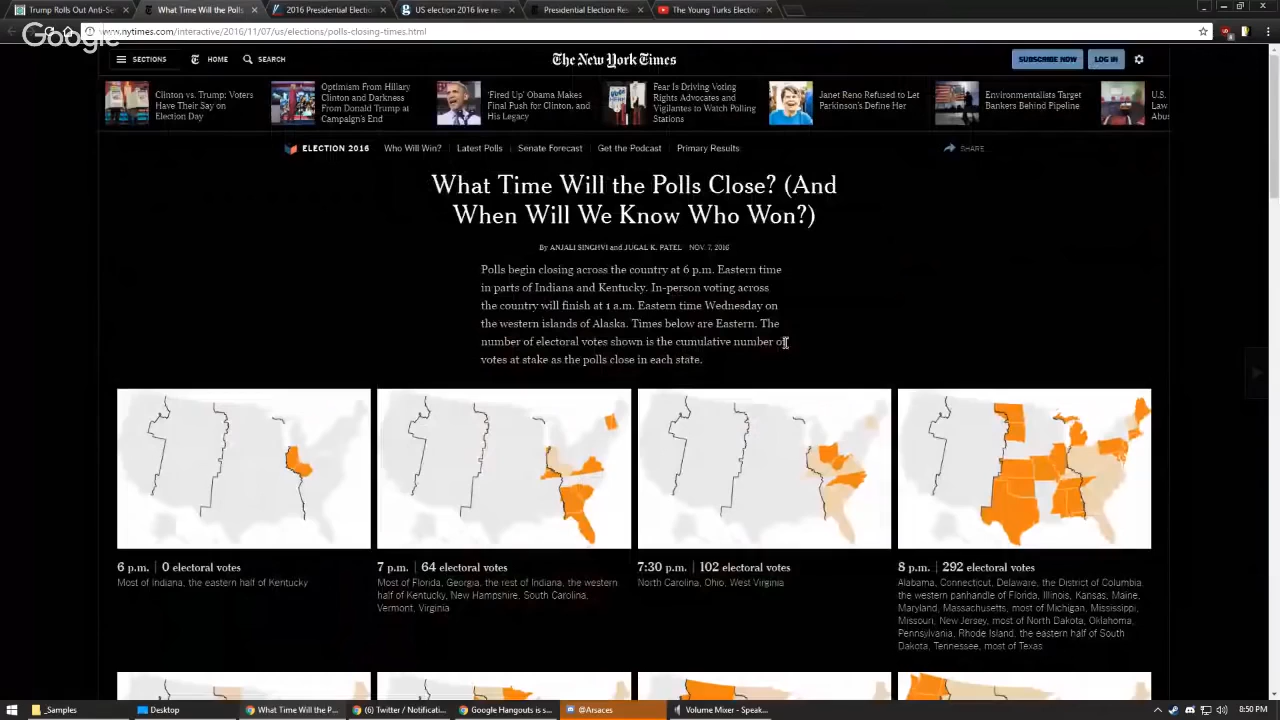 Trump Rolls Out Anti-Se
What Time Will the Polls
2016 Presidential Election
US election 2016 live res
Presidential Election Res
The Young Turks Election
8:50 PM
www.nytimes.com/interactive/2016/11/07/us/elections/polls-closing-times.html
Google
SECTIONS
HOME
SEARCH
The New York Times
SUBSCRIBE NOW
LOG IN
Clinton vs. Trump: Voters
Have Their Say on
Election Day
Optimism From Hillary
Clinton and Darkness
From Donald Trump at
Campaign's End
'Fired Up' Obama Makes
Final Push for Clinton, and
His Legacy
Fear Is Driving Voting
Rights Advocates and
Vigilantes to Watch Polling
Stations
Janet Reno Refused to Let
Parkinson's Define Her
Environmentalists Target
Bankers Behind Pipeline
U.S.
Law
Abus
ELECTION 2016
Who Will Win?
Latest Polls
Senate Forecast
Get the Podcast
Primary Results
SHARE
What Time Will the Polls Close? (And
When Will We Know Who Won?)
By ANJALI SINGHVI and JUGAL K. PATEL NOV. 7, 2016
Polls begin closing across the country at 6 p.m. Eastern time
in parts of Indiana and Kentucky. In-person voting across
the country will finish at 1 a.m. Eastern time Wednesday on
the western islands of Alaska. Times below are Eastern. The
number of electoral votes shown is the cumulative number of
votes at stake as the polls close in each state.
6 p.m. | 0 electoral votes
Most of Indiana, the eastern half of Kentucky
7 p.m. | 64 electoral votes
Most of Florida, Georgia, the rest of Indiana, the western
half of Kentucky, New Hampshire, South Carolina,
Vermont, Virginia
7:30 p.m. | 102 electoral votes
North Carolina, Ohio, West Virginia
8 p.m. | 292 electoral votes
Alabama, Connecticut, Delaware, the District of Columbia,
the western panhandle of Florida, Illinois, Kansas, Maine,
Maryland, Massachusetts, most of Michigan, Mississippi,
Missouri, New Jersey, most of North Dakota, Oklahoma,
Pennsylvania, Rhode Island, the eastern half of South
Dakota, Tennessee, most of Texas
_Samples
Desktop
What Time Will the P...
(6) Twitter / Notificati...
Google Hangouts is s...
@Arsaces
Volume Mixer - Speak...
8:50 PM